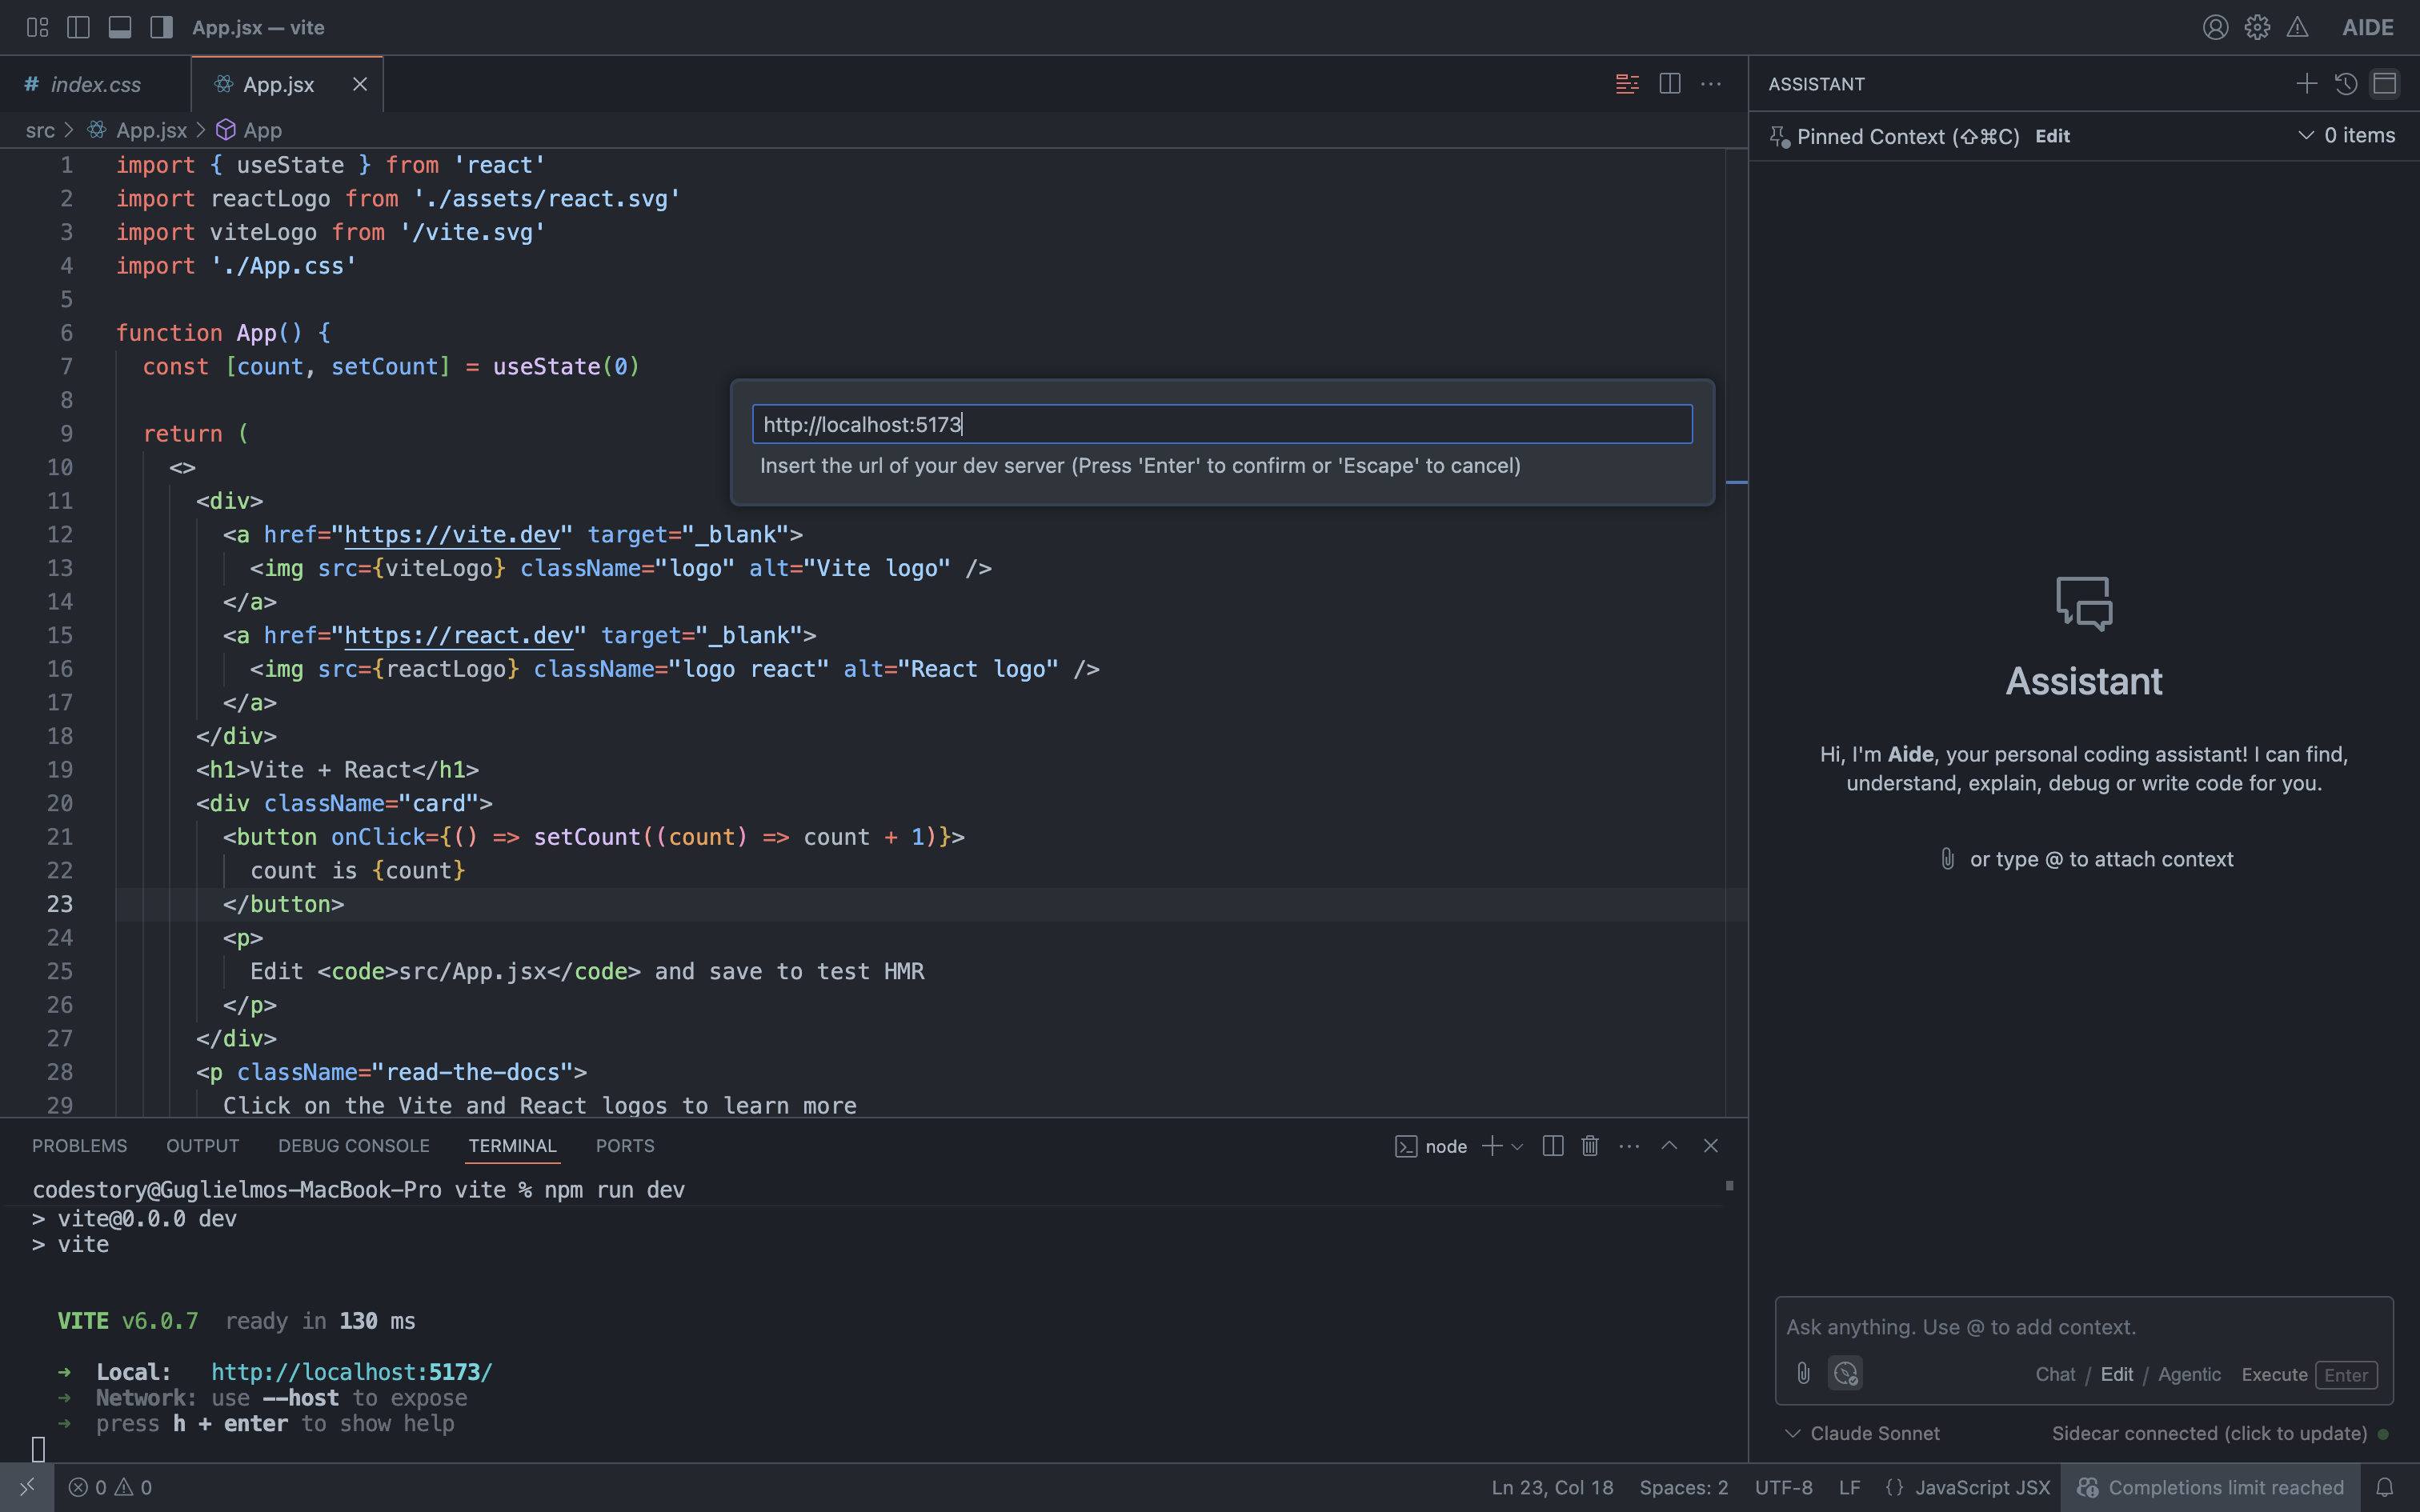 App.jsx — vite
AIDE
# index.css
App.jsx
src > App.jsx > App
1 import { useState } from 'react'
2 import reactLogo from './assets/react.svg'
3 import viteLogo from '/vite.svg'
4 import './App.css'
5
6 function App() {
7 const [count, setCount] = useState(0)
8
9 return (
10 <>
11 <div>
12 <a href="https://vite.dev" target="_blank">
13 <img src={viteLogo} className="logo" alt="Vite logo" />
14 </a>
15 <a href="https://react.dev" target="_blank">
16 <img src={reactLogo} className="logo react" alt="React logo" />
17 </a>
18 </div>
19 <h1>Vite + React</h1>
20 <div className="card">
21 <button onClick={() => setCount((count) => count + 1)}>
22 count is {count}
23 </button>
24 <p>
25 Edit <code>src/App.jsx</code> and save to test HMR
26 </p>
27 </div>
28 <p className="read-the-docs">
29 Click on the Vite and React logos to learn more
http://localhost:5173
Insert the url of your dev server (Press 'Enter' to confirm or 'Escape' to cancel)
PROBLEMS OUTPUT DEBUG CONSOLE TERMINAL PORTS
node
codestory@Guglielmos-MacBook-Pro vite % npm run dev
> vite@0.0.0 dev
> vite
VITE v6.0.7 ready in 130 ms
➜ Local: http://localhost:5173/
➜ Network: use --host to expose
➜ press h + enter to show help
ASSISTANT
Pinned Context (⇧⌘C) Edit
0 items
Assistant
Hi, I'm Aide, your personal coding assistant! I can find,
understand, explain, debug or write code for you.
or type @ to attach context
Ask anything. Use @ to add context.
Chat / Edit / Agentic Execute Enter
Claude Sonnet
Sidecar connected (click to update)
0 0
Ln 23, Col 18 Spaces: 2 UTF-8 LF {} JavaScript JSX Completions limit reached